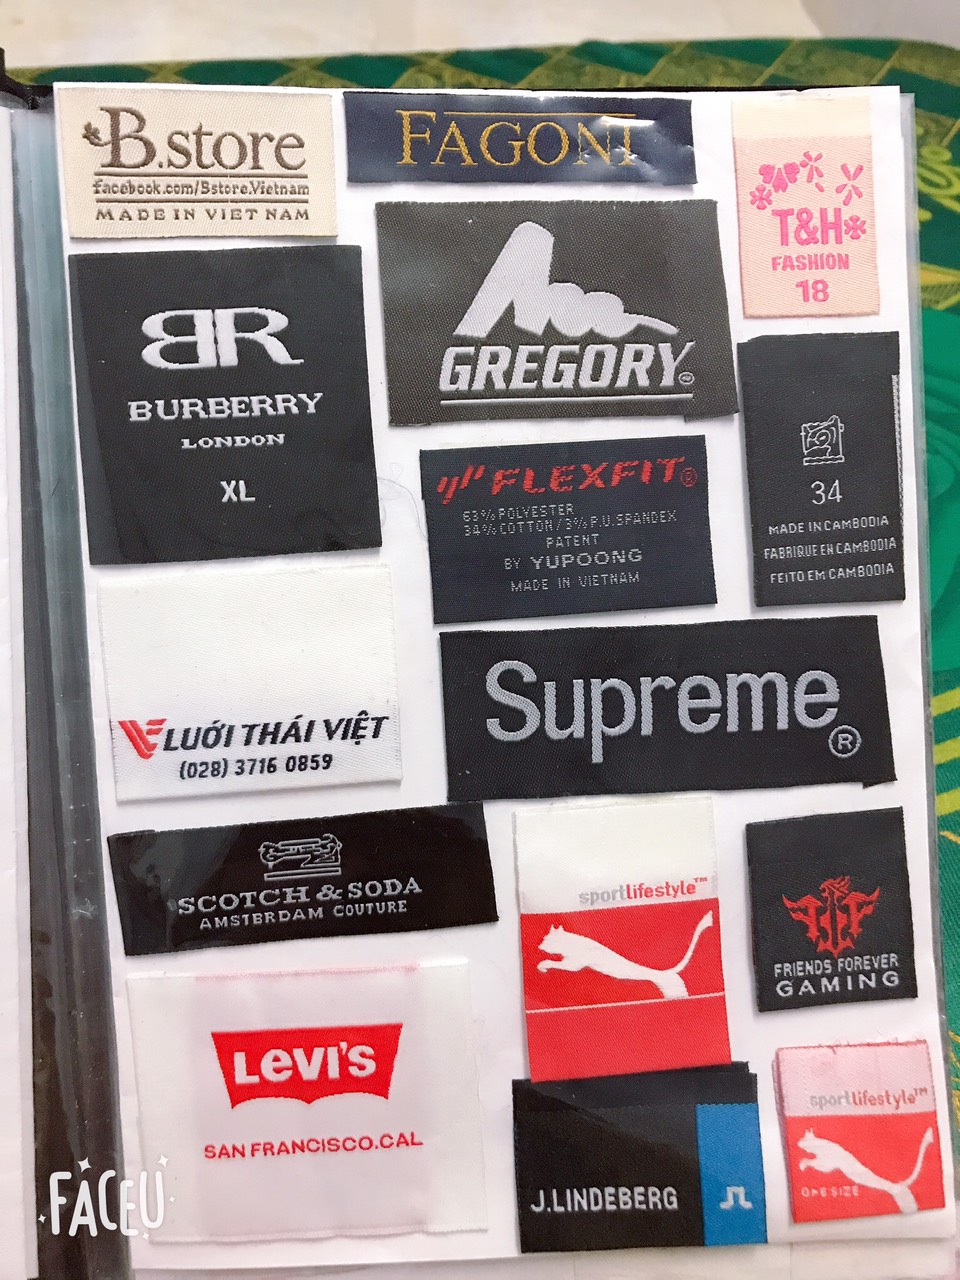 B.store
facebook.com/Bstore.Vietnam
MADE IN VIET NAM
FAGONI
T&H
FASHION
18
BR
BURBERRY
LONDON
XL
GREGORY
34
MADE IN CAMBODIA
FABRIQUE EN CAMBODIA
FEITO EM CAMBODIA
FLEXFIT®
63% POLYESTER
34% COTTON/3% P.U.SPANDEX
PATENT
BY YUPOONG
MADE IN VIETNAM
LUỚI THÁI VIỆT
(028) 3716 0859
Supreme®
SCOTCH & SODA
AMSTERDAM COUTURE
sportlifestyle™
FRIENDS FOREVER
GAMING
LEVI'S
SAN FRANCISCO.CAL
J.LINDEBERG
sportlifestyle™
ONE SIZE
FACEU